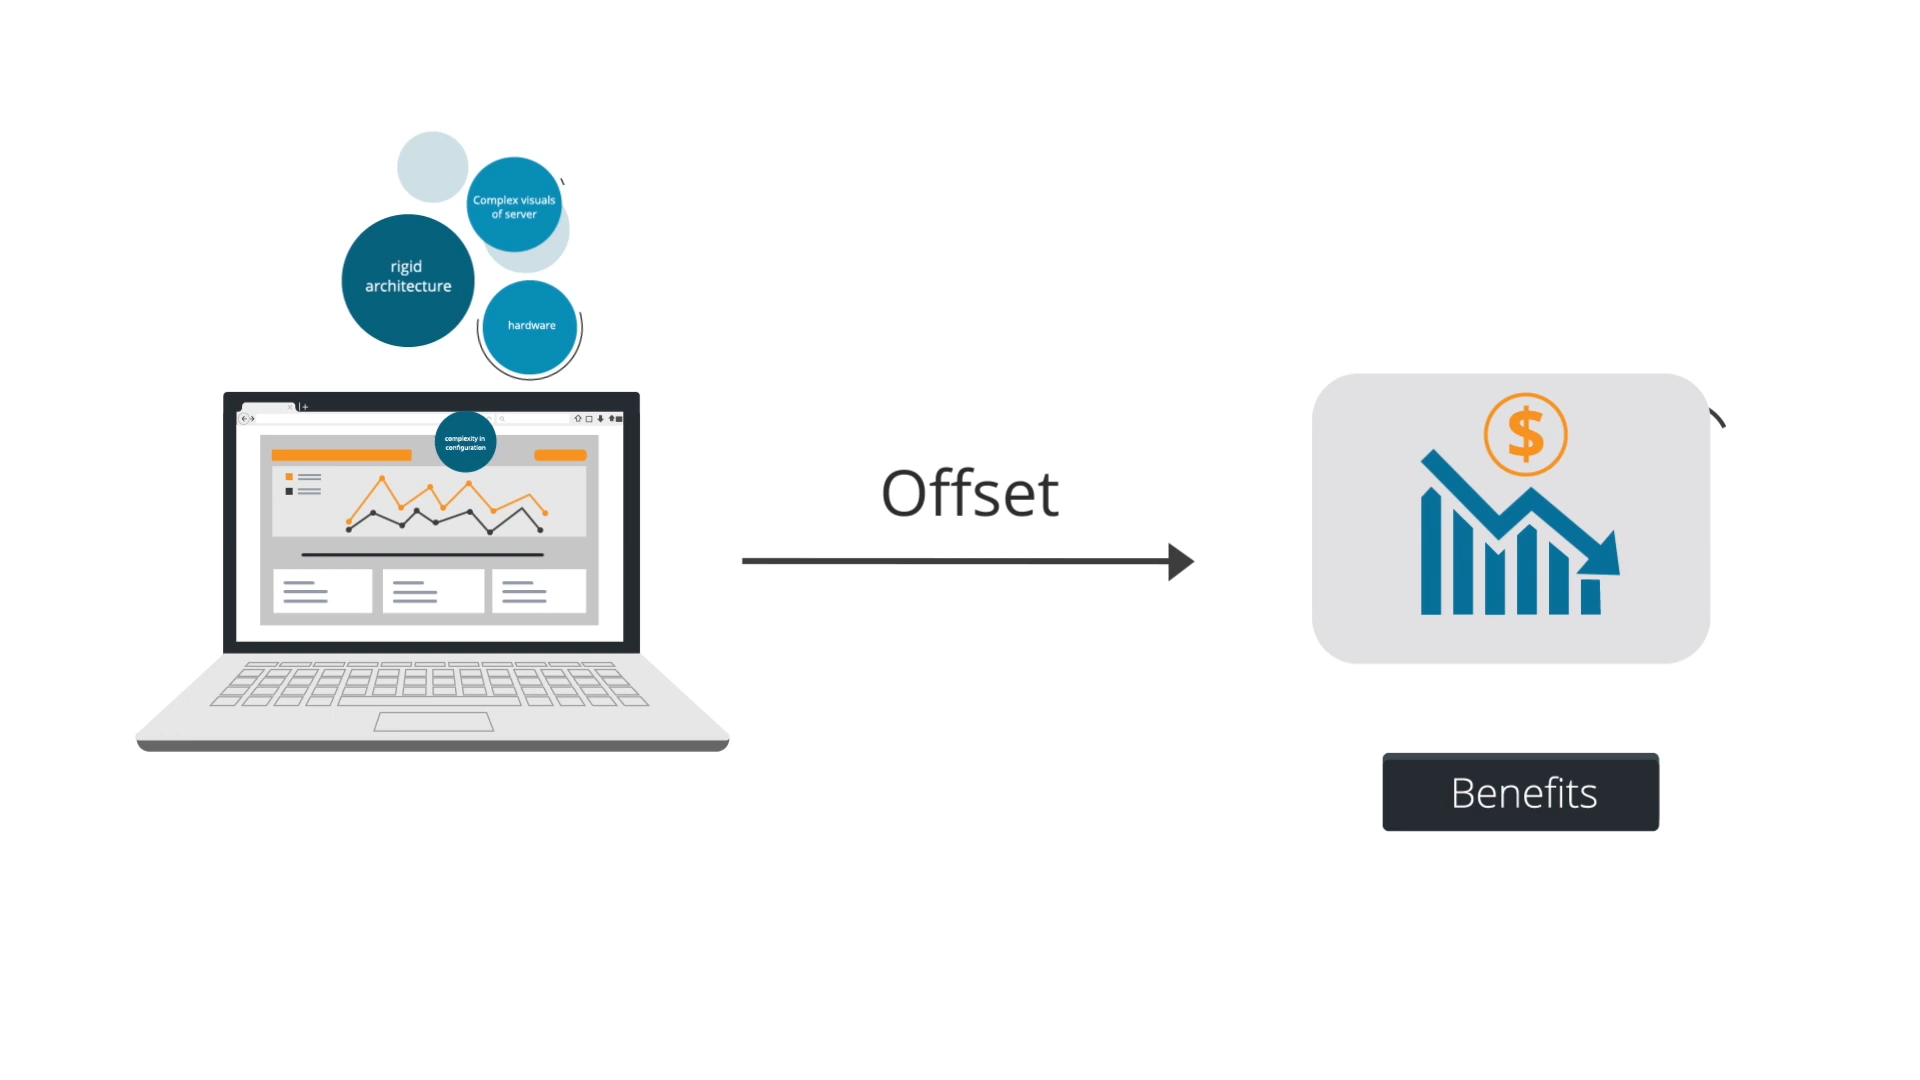 Complex visuals
of server
rigid
architecture
hardware
complexity in
configuration
Offset
$
Benefits